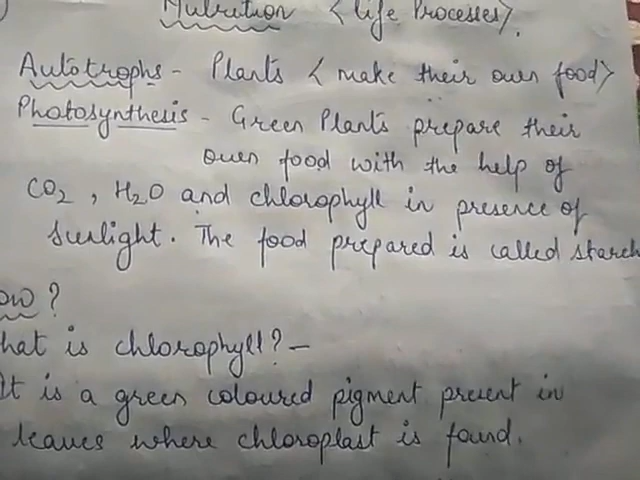 Nutrition <Life Processes>.
Autotrophs - Plants <make their own food>
Photosynthesis - Green Plants prepare their
own food with the help of
CO2, H2O and chlorophyll in presence of
sunlight. The food prepared is called starch
ow?
hat is chlorophyll? -
It is a green coloured pigment present in
leaves where chloroplast is found.